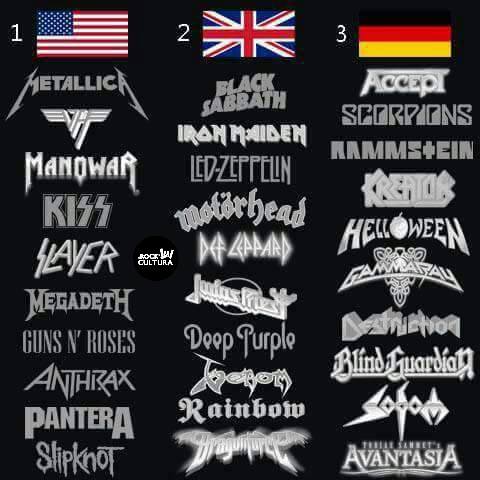 1
METALLICA
VH
MANOWAR
KISS
SLAYER
MEGADETH
GUNS N' ROSES
ANTHRAX
PANTERA
SLIPKNOT
2
BLACK
SABBATH
IRON MAIDEN
LED-ZEPPELIN
motörhead
DEF LEPPARD
Judas Priest
Deep Purple
VENOM
Rainbow
DragonForce
3
ACCEPT
SCORPIONS
RAMMSTEIN
KREATOR
HELLOWEEN
GAMMARAY
DESTRUCTION
Blind Guardian
SODOM
TOBIAS SAMMET'S
AVANTASIA
ROCK
CULTURA